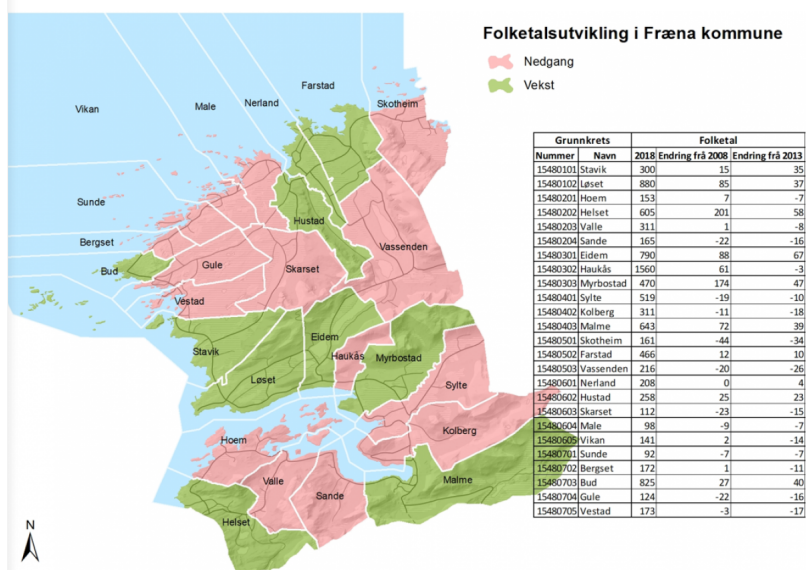 Folketalsutvikling i Fræna kommune
Nedgang
Vekst
Farstad
Vikan
Male
Nerland
Skotheim
Sunde
Hustad
Bergset
Vassenden
Bud
Gule
Skarset
Vestad
Stavik
Eidem
Haukås
Myrbostad
Løset
Sylte
Kolberg
Hoem
Valle
Malme
Sande
Helset
N
Grunnkrets Folketal
Nummer Navn 2018 Endring frå 2008 Endring frå 2013
15480101 Stavik 300 15 35
15480102 Løset 880 85 37
15480201 Hoem 153 7 -7
15480202 Helset 605 201 58
15480203 Valle 311 1 -8
15480204 Sande 165 -22 -16
15480301 Eidem 790 88 67
15480302 Haukås 1560 61 -3
15480303 Myrbostad 470 174 47
15480401 Sylte 519 -19 -10
15480402 Kolberg 311 -11 -18
15480403 Malme 643 72 39
15480501 Skotheim 161 -44 -34
15480502 Farstad 466 12 10
15480503 Vassenden 216 -20 -26
15480601 Nerland 208 0 4
15480602 Hustad 258 25 23
15480603 Skarset 112 -23 -15
15480604 Male 98 -9 -7
15480605 Vikan 141 2 -14
15480701 Sunde 92 -7 -7
15480702 Bergset 172 1 -11
15480703 Bud 825 27 40
15480704 Gule 124 -22 -16
15480705 Vestad 173 -3 -17